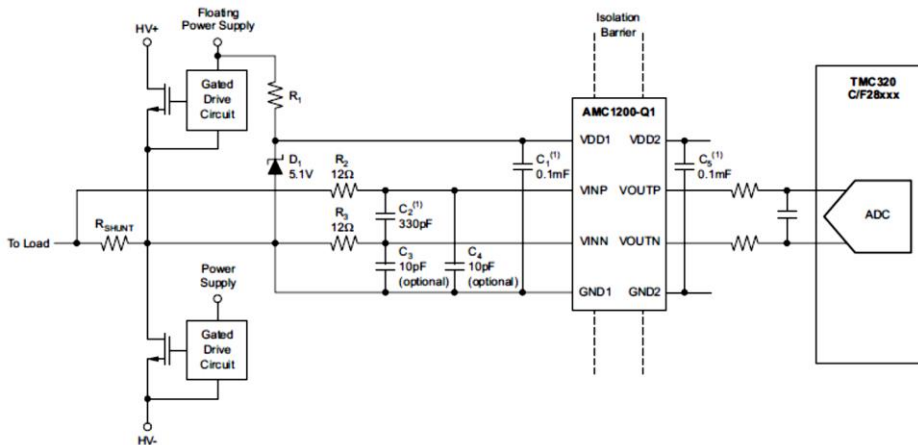 Floating
Power Supply
HV+
Gated
Drive
Circuit
R1
D1
5.1V
R2
12Ω
R3
12Ω
C2(1)
330pF
C3
10pF
(optional)
C4
10pF
(optional)
C1(1)
0.1mF
RSHUNT
To Load
Power
Supply
Gated
Drive
Circuit
HV-
Isolation
Barrier
AMC1200-Q1
VDD1
VDD2
VINP
VOUTP
VINN
VOUTN
GND1
GND2
C5(1)
0.1mF
TMC320
C/F28xxx
ADC